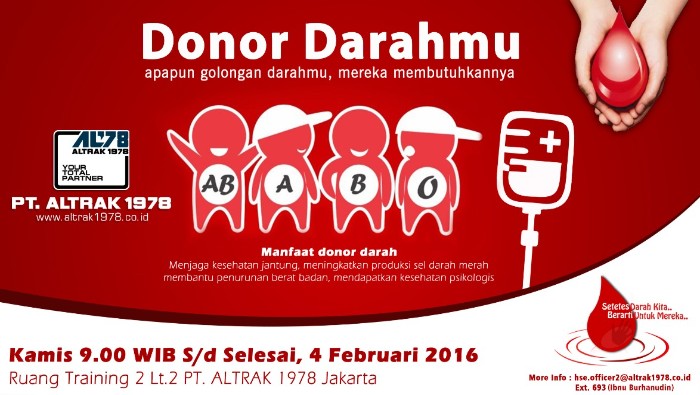 Donor Darahmu
apapun golongan darahmu, mereka membutuhkannya
AL'78
ALTRAK 1978
YOUR
TOTAL
PARTNER
PT. ALTRAK 1978
www.altrak1978.co.id
AB A B O
Manfaat donor darah
Menjaga kesehatan jantung, meningkatkan produksi sel darah merah
membantu penurunan berat badan, mendapatkan kesehatan psikologis
Setetes Darah Kita..
Berarti Untuk Mereka..
Kamis 9.00 WIB S/d Selesai, 4 Februari 2016
Ruang Training 2 Lt.2 PT. ALTRAK 1978 Jakarta
More Info : hse.officer2@altrak1978.co.id
Ext. 693 (Ibnu Burhanudin)